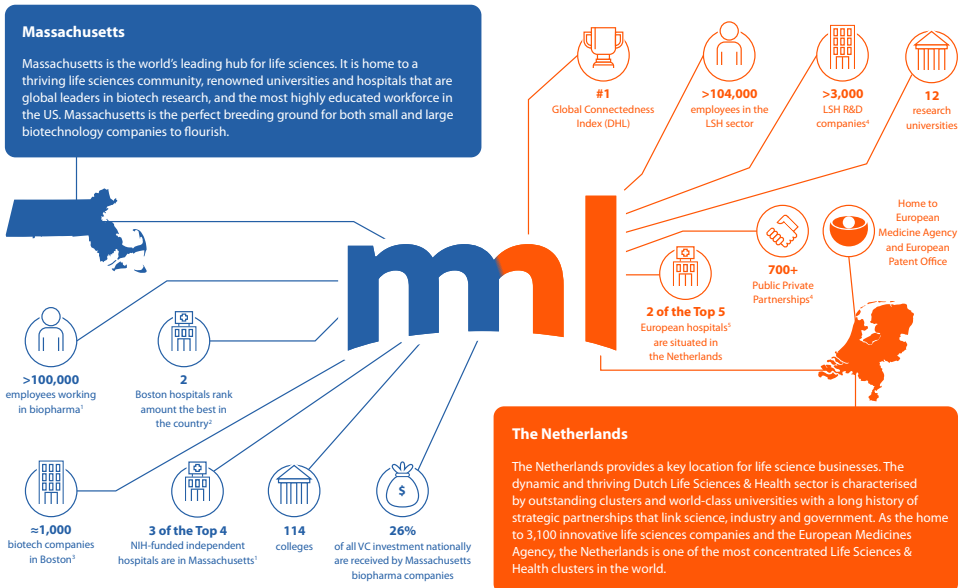 Massachusetts
Massachusetts is the world's leading hub for life sciences. It is home to a
thriving life sciences community, renowned universities and hospitals that are
global leaders in biotech research, and the most highly educated workforce in
the US. Massachusetts is the perfect breeding ground for both small and large
biotechnology companies to flourish.
#1
Global Connectedness
Index (DHL)
>104,000
employees in the
LSH sector
>3,000
LSH R&D
companies⁴
12
research
universities
mnl
2 of the Top 5
European hospitals⁵
are situated in
the Netherlands
700+
Public Private
Partnerships⁴
Home to
European
Medicine Agency
and European
Patent Office
>100,000
employees working
in biopharma¹
2
Boston hospitals rank
amount the best in
the country²
≈1,000
biotech companies
in Boston³
3 of the Top 4
NIH-funded independent
hospitals are in Massachusetts¹
114
colleges
$
26%
of all VC investment nationally
are received by Massachusetts
biopharma companies
The Netherlands
The Netherlands provides a key location for life science businesses. The
dynamic and thriving Dutch Life Sciences & Health sector is characterised
by outstanding clusters and world-class universities with a long history of
strategic partnerships that link science, industry and government. As the home
to 3,100 innovative life sciences companies and the European Medicines
Agency, the Netherlands is one of the most concentrated Life Sciences &
Health clusters in the world.